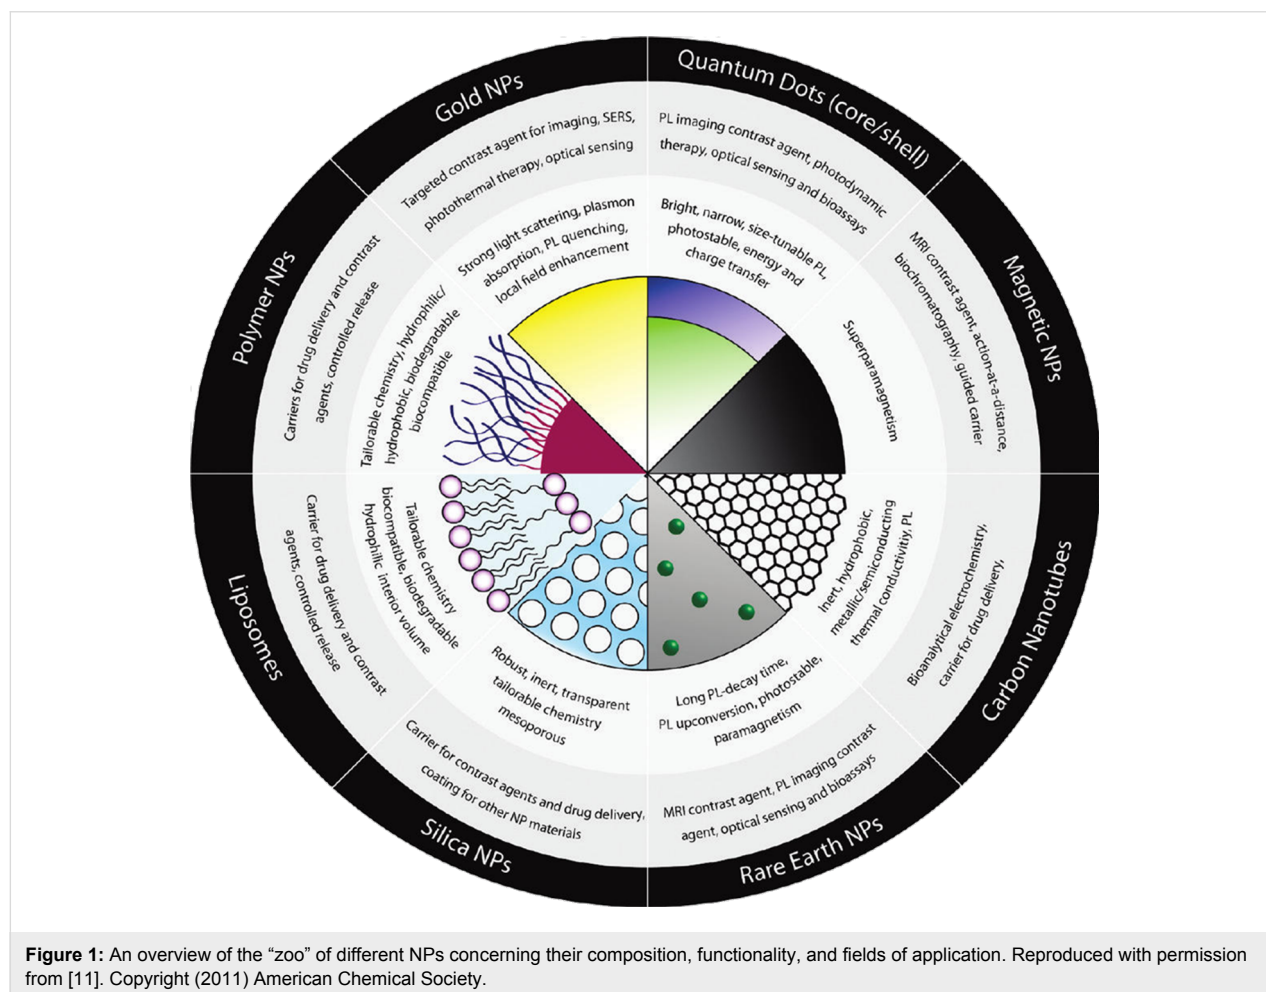 Gold NPs
Targeted contrast agent for imaging, SERS,
photothermal therapy, optical sensing
Strong light scattering, plasmon
absorption, PL quenching,
local field enhancement
Quantum Dots (core/shell)
PL imaging contrast agent, photodynamic
therapy, optical sensing and bioassays
Bright, narrow, size-tunable PL,
photostable, energy and
charge transfer
Magnetic NPs
MRI contrast agent, action-at-a-distance,
biochromatography, guided carrier
Superparamagnetism
Carbon Nanotubes
Bioanalytical electrochemistry,
carrier for drug delivery,
Inert, hydrophobic,
metallic/semiconducting
thermal conductivitiy, PL
Rare Earth NPs
MRI contrast agent, PL imaging contrast
agent, optical sensing and bioassays
Long PL-decay time,
PL upconversion, photostable,
paramagnetism
Silica NPs
Carrier for contrast agents and drug delivery,
coating for other NP materials
Robust, inert, transparent
tailorable chemistry
mesoporous
Liposomes
Carrier for drug delivery and contrast
agents, controlled release
Tailorable chemistry
biocompatible, biodegradable
hydrophilic interior volume
Polymer NPs
Carriers for drug delivery and contrast
agents, controlled release
Tailorable chemistry, hydrophilic/
hydrophobic, biodegradable
biocompatible
Figure 1: An overview of the “zoo” of different NPs concerning their composition, functionality, and fields of application. Reproduced with permission
from [11]. Copyright (2011) American Chemical Society.